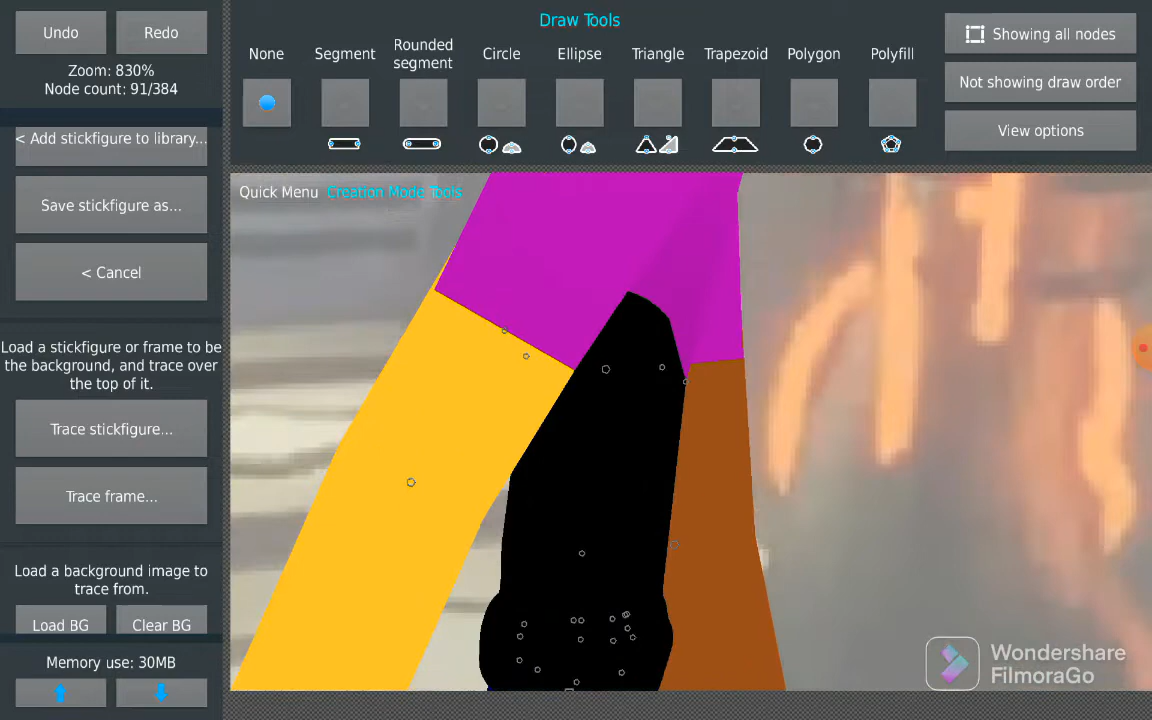 Undo
Redo
Zoom: 830%
Node count: 91/384
< Add stickfigure to library...
Save stickfigure as...
< Cancel
Load a stickfigure or frame to be
the background, and trace over
the top of it.
Trace stickfigure...
Trace frame...
Load a background image to
trace from.
Load BG
Clear BG
Memory use: 30MB
Draw Tools
None
Segment
Rounded
segment
Circle
Ellipse
Triangle
Trapezoid
Polygon
Polyfill
Showing all nodes
Not showing draw order
View options
Quick Menu
Creation Mode Tools
Wondershare
FilmoraGo